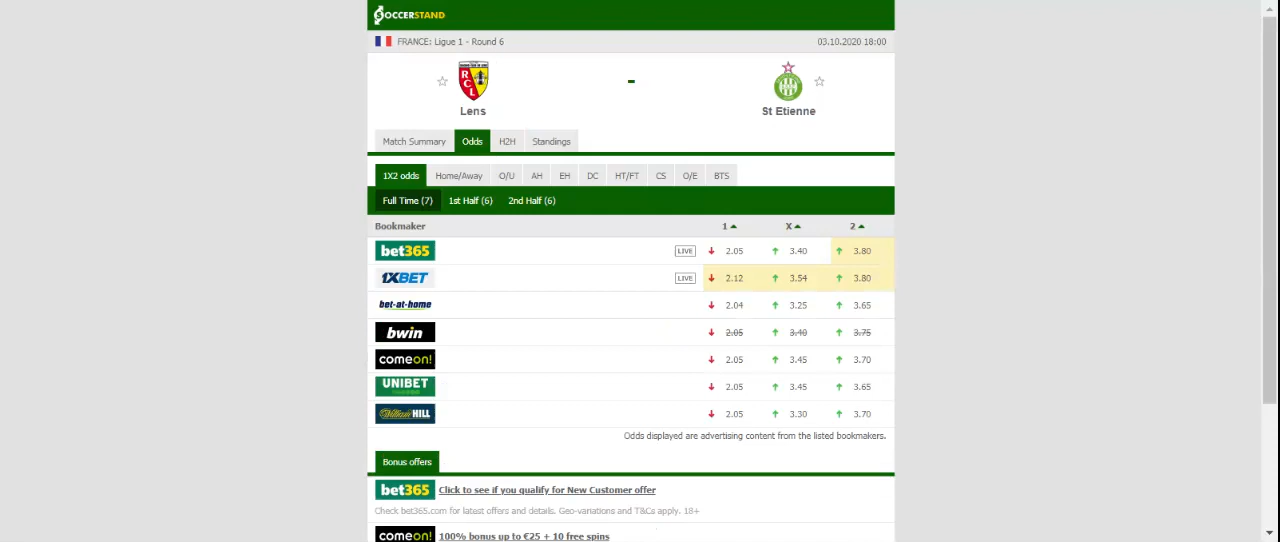 SOCCERSTAND
FRANCE: Ligue 1 - Round 6 03.10.2020 18:00
RCL
-
Lens St Etienne
Match Summary Odds H2H Standings
1X2 odds Home/Away O/U AH EH DC HT/FT CS O/E BTS
Full Time (7) 1st Half (6) 2nd Half (6)
Bookmaker 1 X 2
bet365 LIVE 2.05 3.40 3.80
1XBET LIVE 2.12 3.54 3.80
bet-at-home 2.04 3.25 3.65
bwin 2.05 3.40 3.75
comeon! 2.05 3.45 3.70
UNIBET 2.05 3.45 3.65
William HILL 2.05 3.30 3.70
Odds displayed are advertising content from the listed bookmakers.
Bonus offers
bet365 Click to see if you qualify for New Customer offer
Check bet365.com for latest offers and details. Geo-variations and T&Cs apply. 18+
comeon! 100% bonus up to €25 + 10 free spins